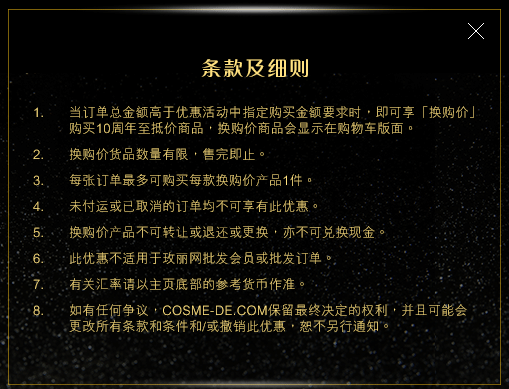 条款及细则
1. 当订单总金额高于优惠活动中指定购买金额要求时，即可享「换购价」
购买10周年至抵价商品，换购价商品会显示在购物车版面。
2. 换购价货品数量有限，售完即止。
3. 每张订单最多可购买每款换购价产品1件。
4. 未付运或已取消的订单均不可享有此优惠。
5. 换购价产品不可转让或退还或更换，亦不可兑换现金。
6. 此优惠不适用于玫丽网批发会员或批发订单。
7. 有关汇率请以主页底部的参考货币作准。
8. 如有任何争议，COSME-DE.COM保留最终决定的权利，并且可能会
更改所有条款和条件和/或撤销此优惠，恕不另行通知。